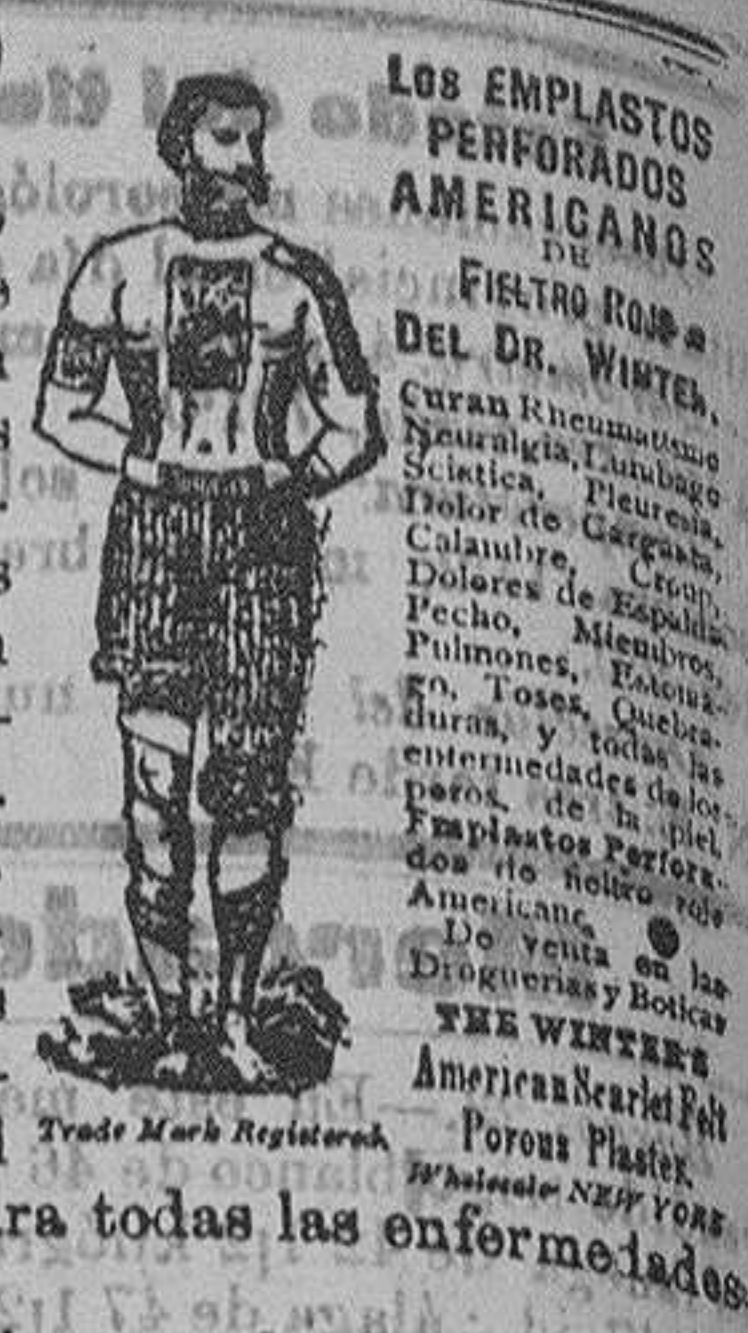 Los EMPLASTOS
PERFORADOS
AMERICANOS
DE
FIELTRO ROJO
DEL DR. WINTER.
Curan Rheumatismo
Neuralgia, Lumbago
Sciatica, Pleuresia,
Dolor de Garganta,
Calambre, Croup,
Dolores de Espalda
Pecho, Miembros,
Pulmones, Estoma-
go, Toses, Quebra-
duras, y todas las
enfermedades de los
poros de la piel.
Emplastos Perfora-
dos de fieltro rojo
Americano.
De venta en las
Droguerias y Boticas
THE WINTER'S
American Scarlet Felt
Porous Plaster.
Wholesale NEW YORK
Trade Mark Registered.
ra todas las enfermedades